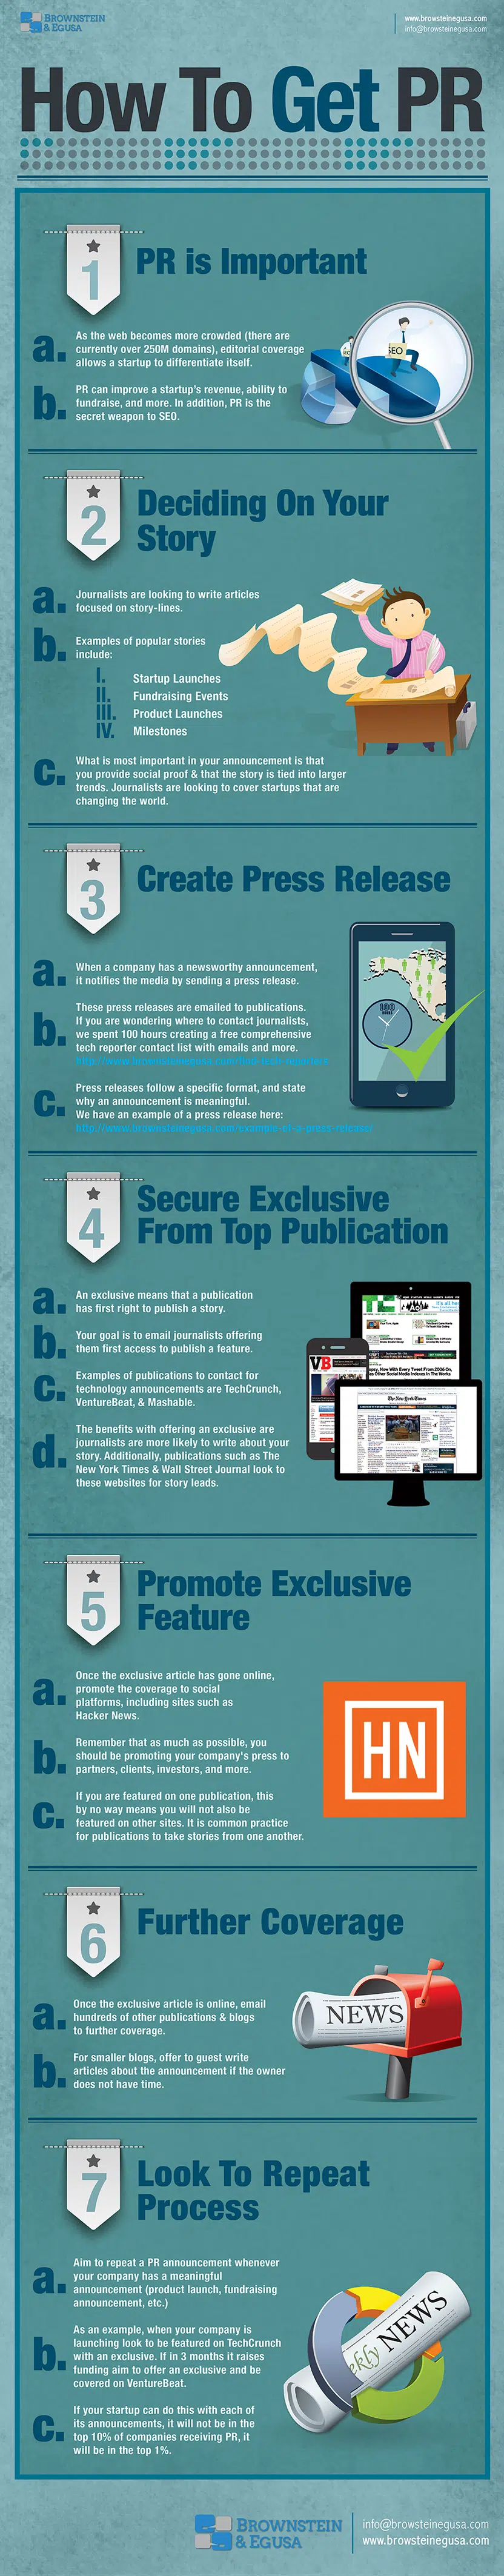 BROWNSTEIN
& EGUSA
www.browsteinegusa.com
info@browsteinegusa.com
How To Get PR
1
PR is Important
a.
As the web becomes more crowded (there are
currently over 250M domains), editorial coverage
allows a startup to differentiate itself.
b.
PR can improve a startup's revenue, ability to
fundraise, and more. In addition, PR is the
secret weapon to SEO.
SEO
2
Deciding On Your
Story
a.
Journalists are looking to write articles
focused on story-lines.
b.
Examples of popular stories
include:
I. Startup Launches
II. Fundraising Events
III. Product Launches
IV. Milestones
c.
What is most important in your announcement is that
you provide social proof & that the story is tied into larger
trends. Journalists are looking to cover startups that are
changing the world.
3
Create Press Release
a.
When a company has a newsworthy announcement,
it notifies the media by sending a press release.
b.
These press releases are emailed to publications.
If you are wondering where to contact journalists,
we spent 100 hours creating a free comprehensive
tech reporter contact list with emails and more.
c.
Press releases follow a specific format, and state
why an announcement is meaningful.
We have an example of a press release here:
http://www.brownsteinegusa.com/example-of-a-press-release/
100
4
Secure Exclusive
From Top Publication
a.
An exclusive means that a publication
has first right to publish a story.
b.
Your goal is to email journalists offering
them first access to publish a feature.
c.
Examples of publications to contact for
technology announcements are TechCrunch,
VentureBeat, & Mashable.
d.
The benefits with offering an exclusive are
journalists are more likely to write about your
story. Additionally, publications such as The
New York Times & Wall Street Journal look to
these websites for story leads.
VB
The New York Times
5
Promote Exclusive
Feature
a.
Once the exclusive article has gone online,
promote the coverage to social
platforms, including sites such as
Hacker News.
b.
Remember that as much as possible, you
should be promoting your company's press to
partners, clients, investors, and more.
c.
If you are featured on one publication, this
by no way means you will not also be
featured on other sites. It is common practice
for publications to take stories from one another.
HN
6
Further Coverage
a.
Once the exclusive article is online, email
hundreds of other publications & blogs
to further coverage.
b.
For smaller blogs, offer to guest write
articles about the announcement if the owner
does not have time.
NEWS
7
Look To Repeat
Process
a.
Aim to repeat a PR announcement whenever
your company has a meaningful
announcement (product launch, fundraising
announcement, etc.)
b.
As an example, when your company is
launching look to be featured on TechCrunch
with an exclusive. If in 3 months it raises
funding aim to offer an exclusive and be
covered on VentureBeat.
c.
If your startup can do this with each of
its announcements, it will not be in the
top 10% of companies receiving PR, it
will be in the top 1%.
ekly NEWS
BROWNSTEIN
& EGUSA
info@browsteinegusa.com
www.browsteinegusa.com